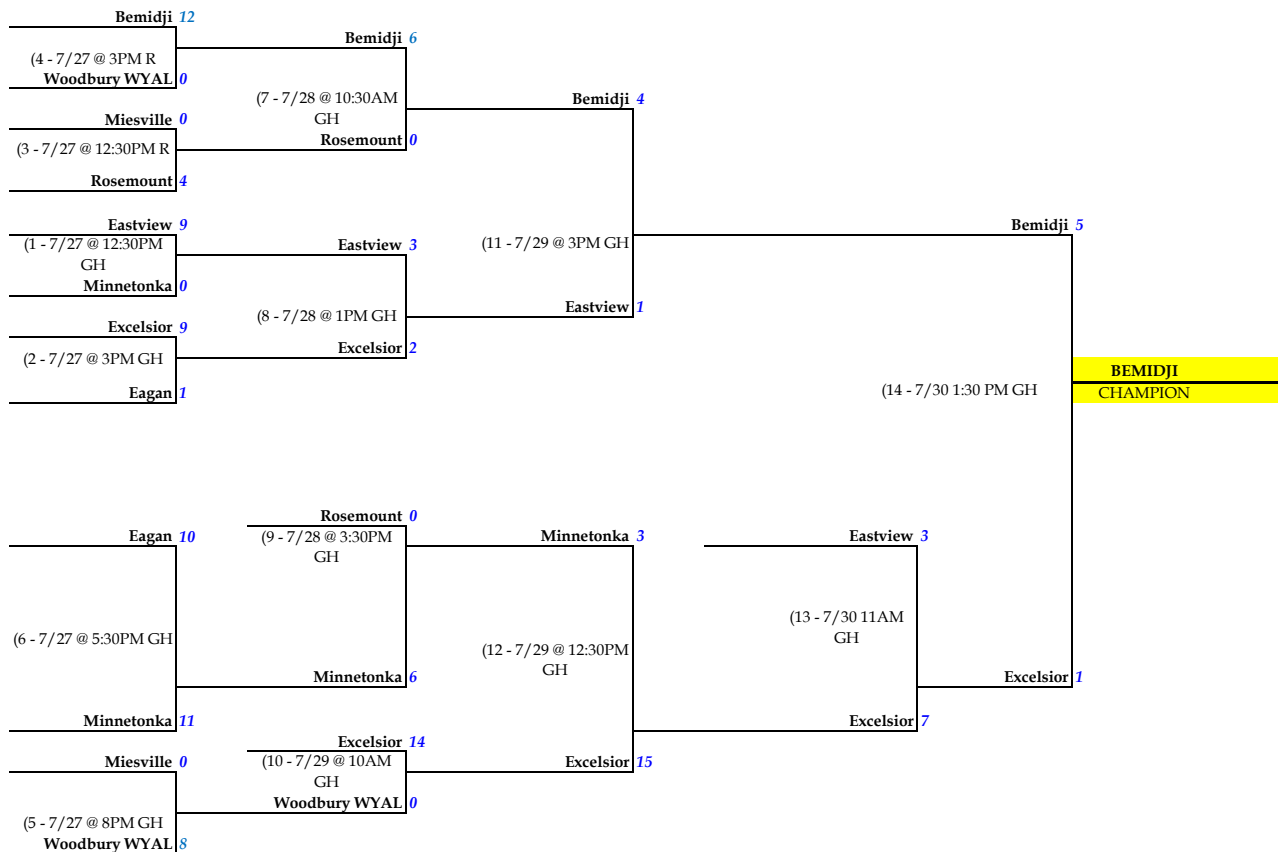 Bemidji 12
(4 - 7/27 @ 3PM R
Woodbury WYAL 0
Miesville 0
(3 - 7/27 @ 12:30PM R
Rosemount 4
Eastview 9
(1 - 7/27 @ 12:30PM
GH
Minnetonka 0
Excelsior 9
(2 - 7/27 @ 3PM GH
Eagan 1
Bemidji 6
(7 - 7/28 @ 10:30AM
GH
Rosemount 0
Eastview 3
(8 - 7/28 @ 1PM GH
Excelsior 2
Bemidji 4
(11 - 7/29 @ 3PM GH
Eastview 1
Bemidji 5
(14 - 7/30 1:30 PM GH
BEMIDJI
CHAMPION
Eagan 10
(6 - 7/27 @ 5:30PM GH
Minnetonka 11
Miesville 0
(5 - 7/27 @ 8PM GH
Woodbury WYAL 8
Rosemount 0
(9 - 7/28 @ 3:30PM
GH
Minnetonka 6
Excelsior 14
(10 - 7/29 @ 10AM
GH
Woodbury WYAL 0
Minnetonka 3
(12 - 7/29 @ 12:30PM
GH
Excelsior 15
Eastview 3
(13 - 7/30 11AM
GH
Excelsior 7
Excelsior 1